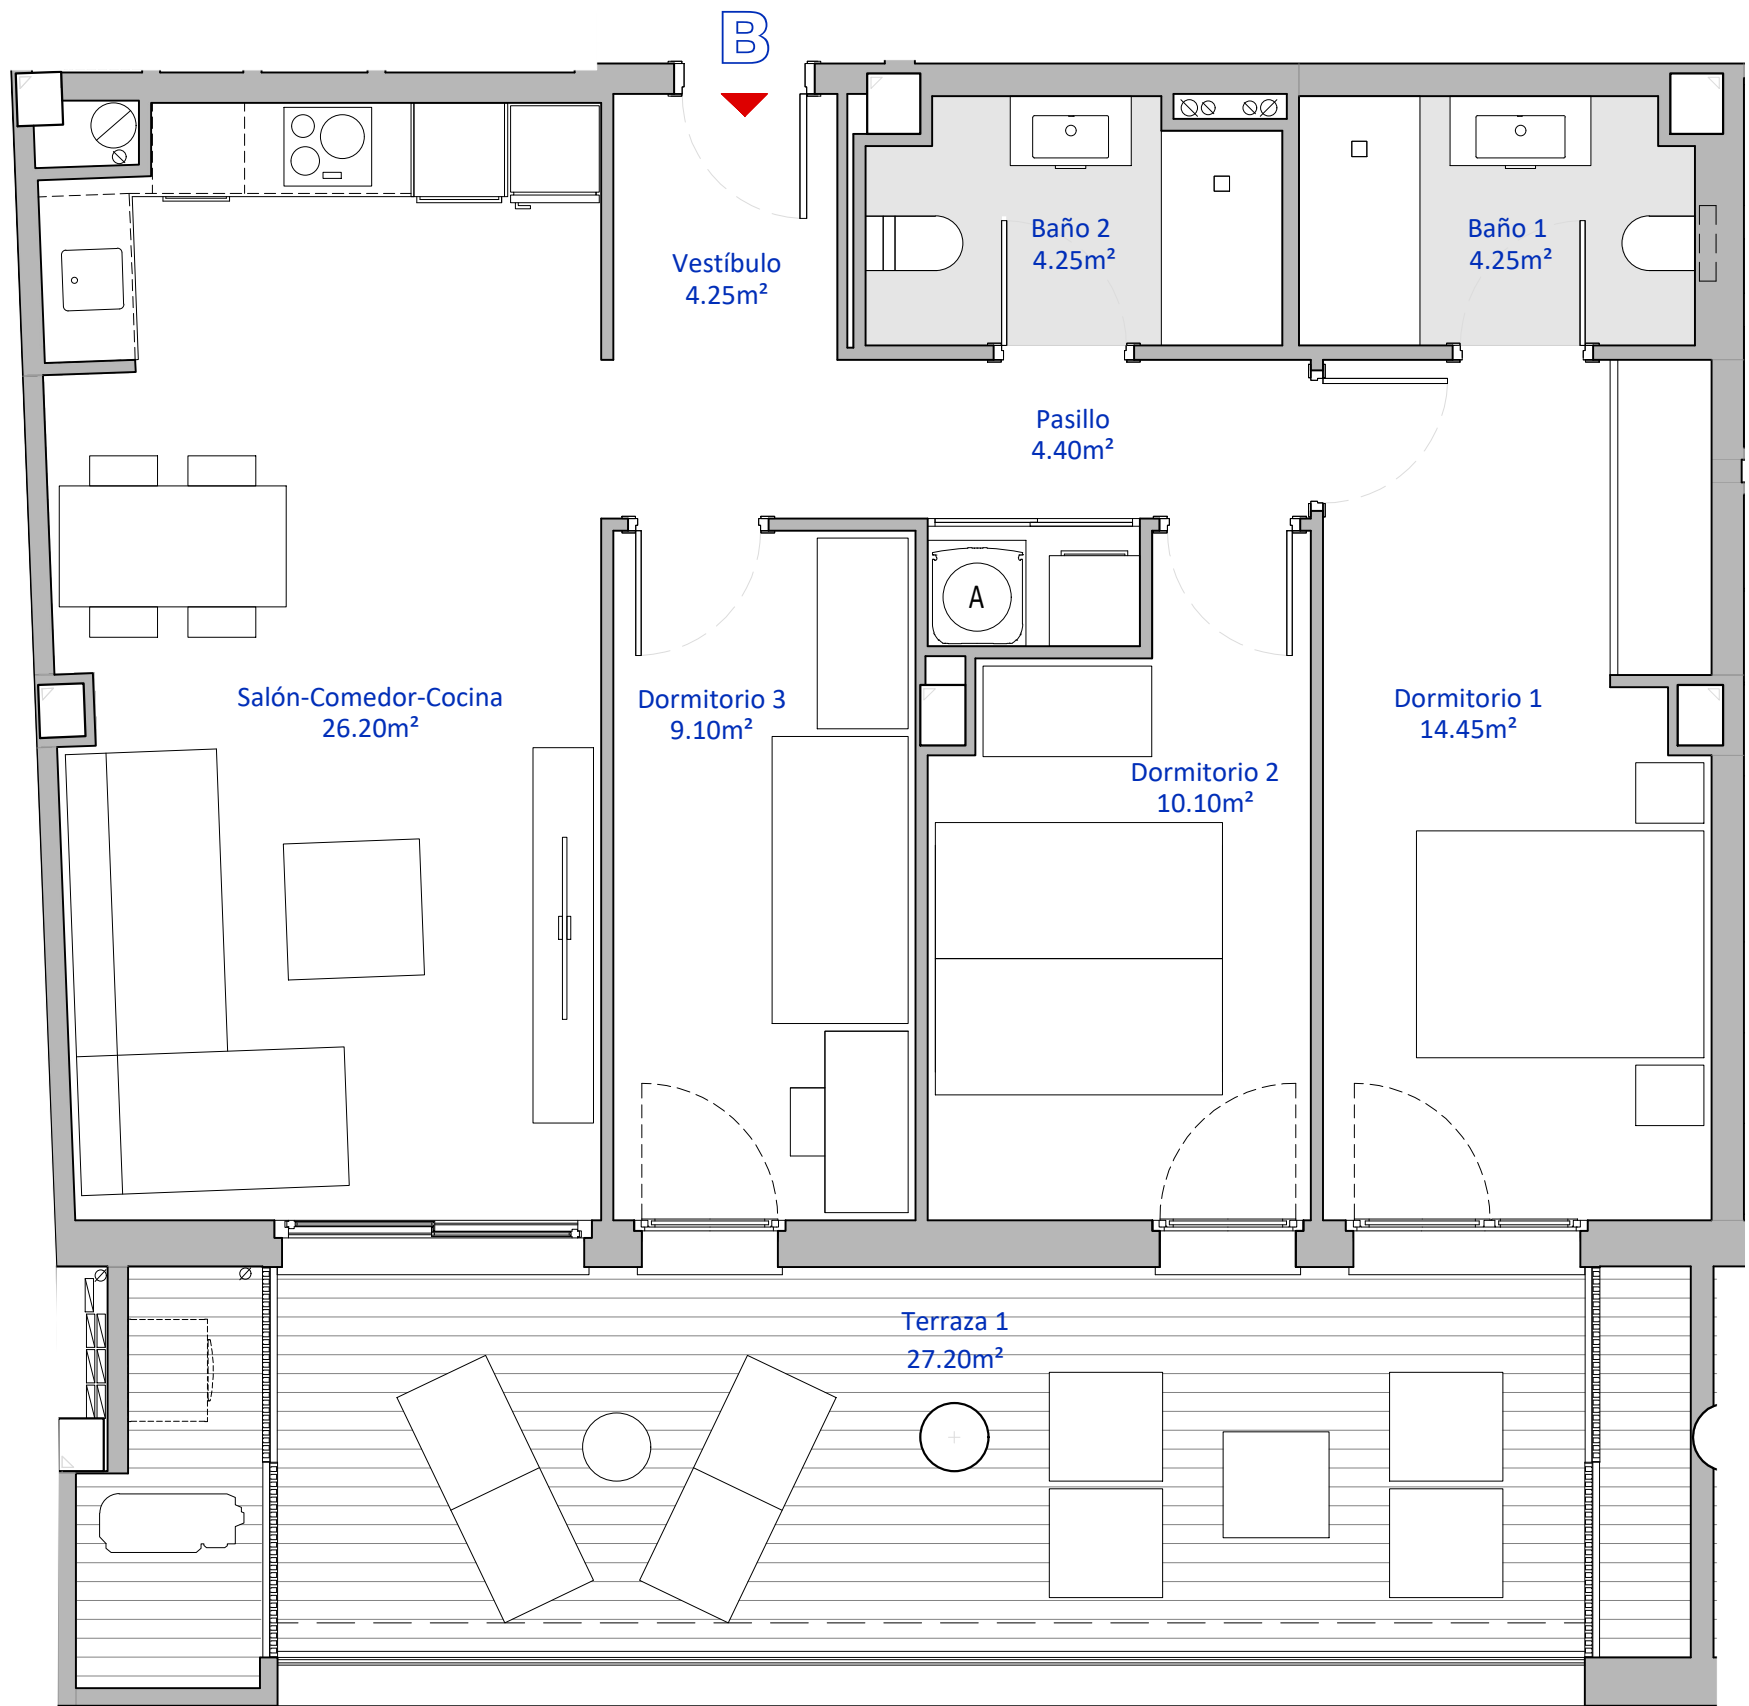 B
Vestíbulo
4.25m²
Baño 2
4.25m²
Baño 1
4.25m²
Pasillo
4.40m²
A
Salón-Comedor-Cocina
26.20m²
Dormitorio 3
9.10m²
Dormitorio 1
14.45m²
Dormitorio 2
10.10m²
Terraza 1
27.20m²